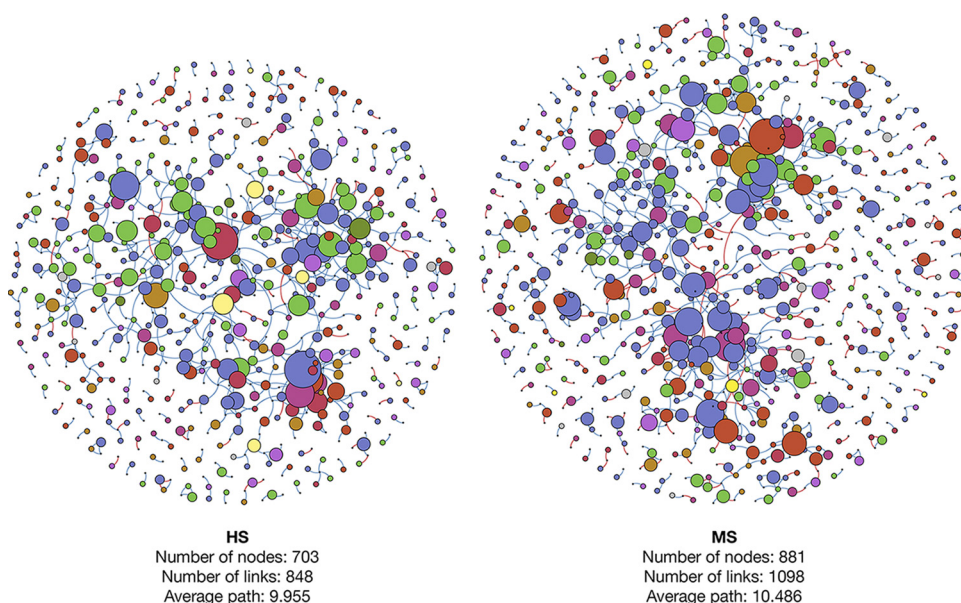 HS
Number of nodes: 703
Number of links: 848
Average path: 9.955
MS
Number of nodes: 881
Number of links: 1098
Average path: 10.486